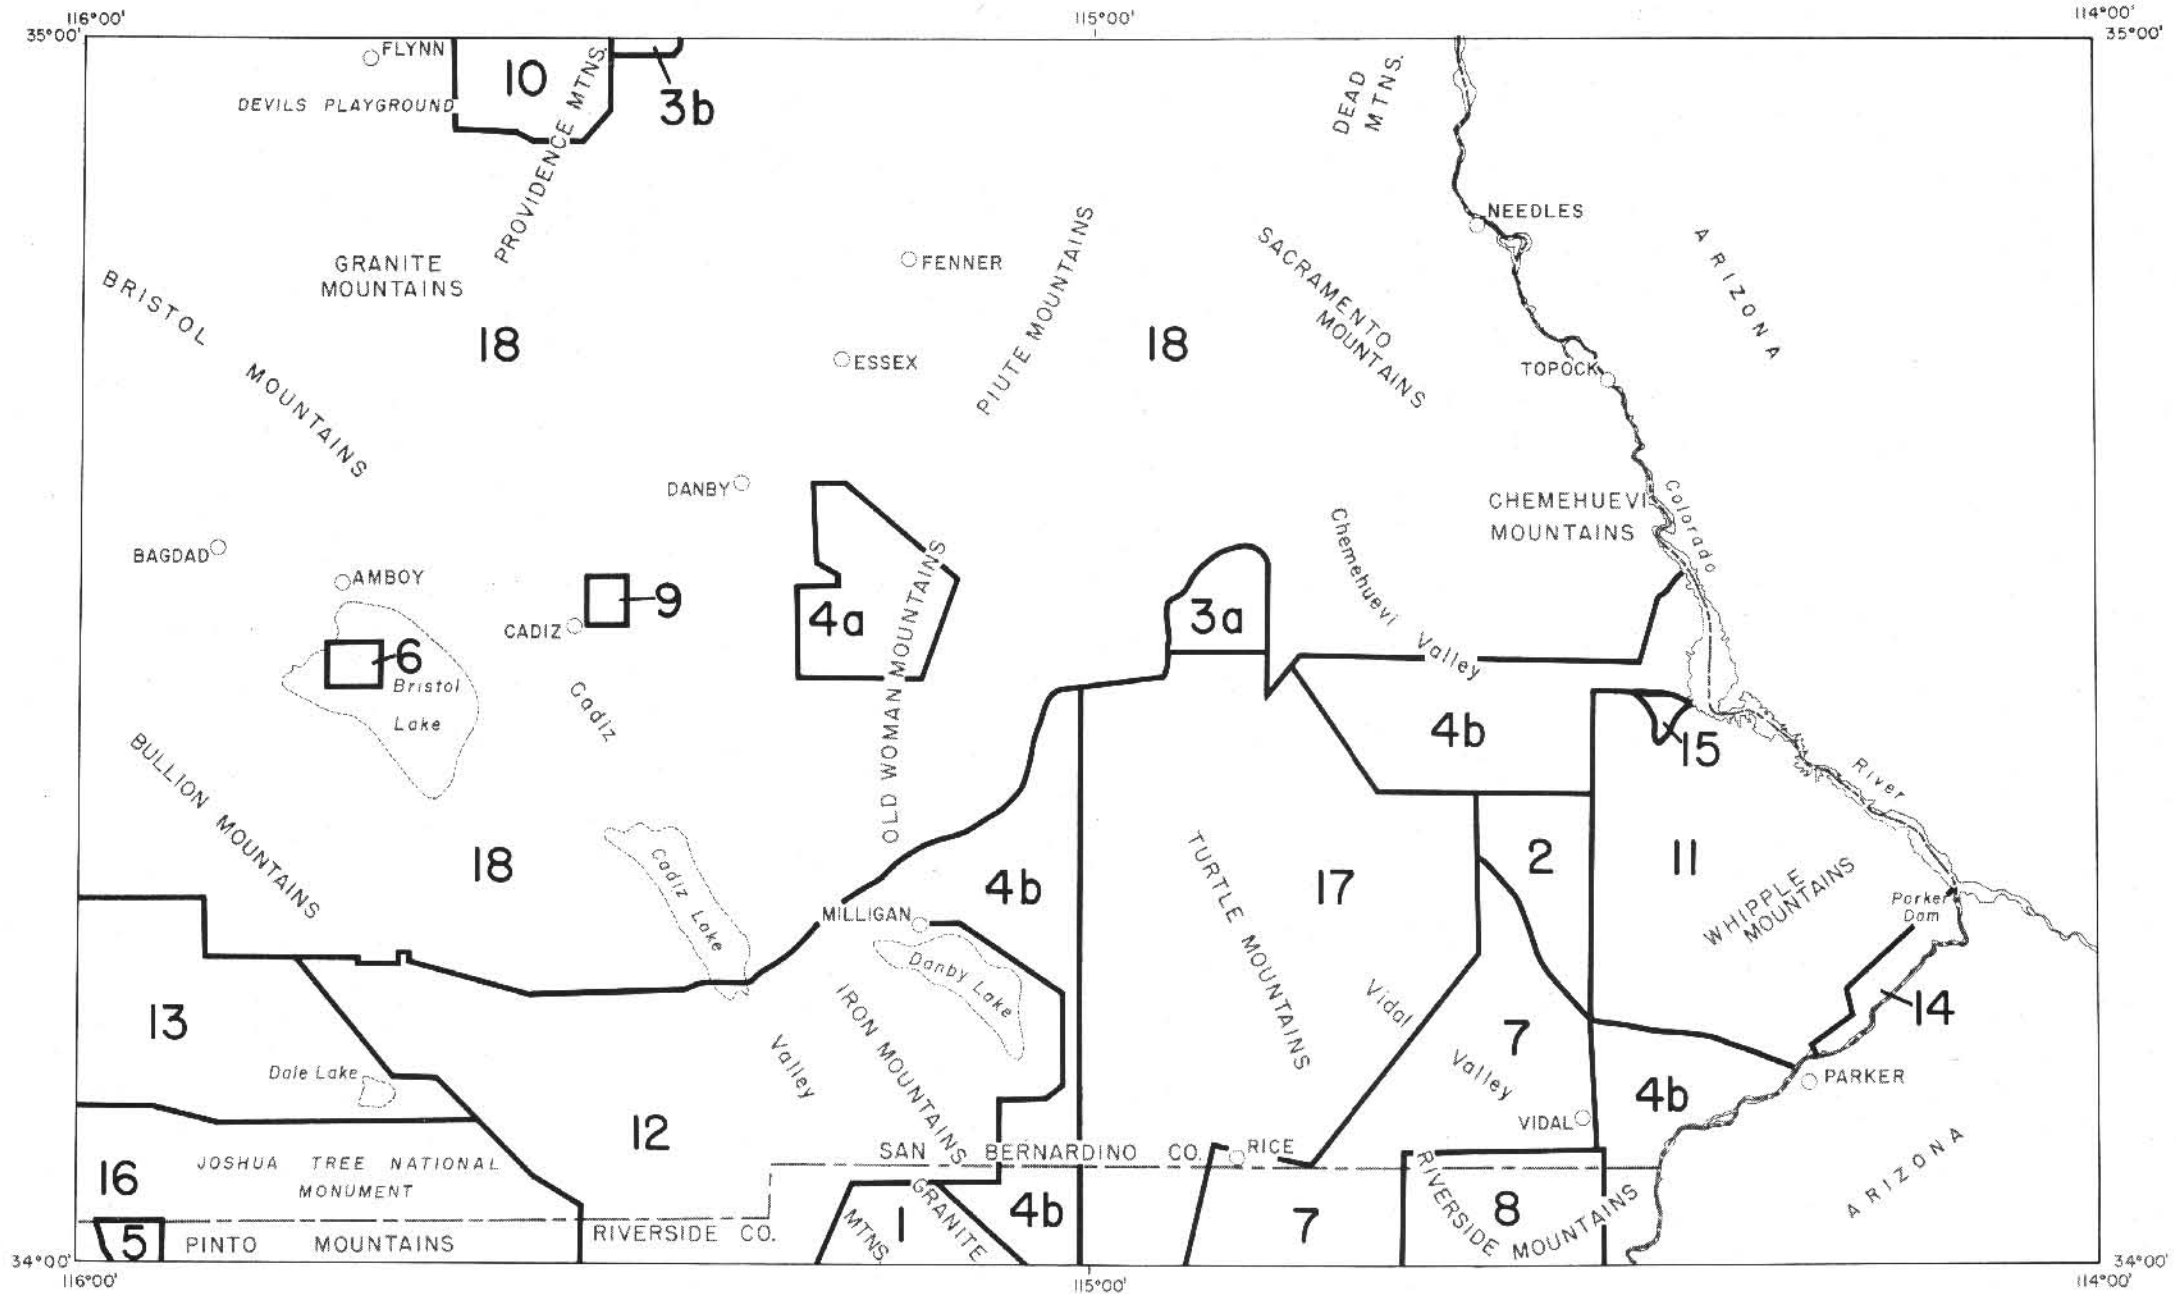 116°00'
115°00'
114°00'
35°00'
35°00'
FLYNN
10
DEVILS PLAYGROUND
3b
PROVIDENCE MTNS.
DEAD
MTNS.
NEEDLES
ARIZONA
GRANITE
MOUNTAINS
FENNER
PIUTE MOUNTAINS
SACRAMENTO
MOUNTAINS
BRISTOL
MOUNTAINS
18
ESSEX
18
TOPOCK
DANBY
CHEMEHUEVI
MOUNTAINS
Colorado
River
BAGDAD
AMBOY
9
CADIZ
4a
OLD WOMAN MOUNTAINS
3a
Chemehuevi
Valley
6
Bristol
Lake
Cadiz
Valley
4b
15
BULLION MOUNTAINS
18
Cadiz Lake
4b
TURTLE MOUNTAINS
17
2
11
WHIPPLE
MOUNTAINS
Parker
Dam
MILLIGAN
Danby Lake
IRON MOUNTAINS
Vidal
Valley
13
14
7
Dale Lake
4b
PARKER
VIDAL
12
SAN BERNARDINO CO.
RICE
16
JOSHUA TREE NATIONAL
MONUMENT
RIVERSIDE CO.
GRANITE
MTNS
1
4b
7
8
RIVERSIDE MOUNTAINS
ARIZONA
5
PINTO MOUNTAINS
34°00'
34°00'
116°00'
115°00'
114°00'